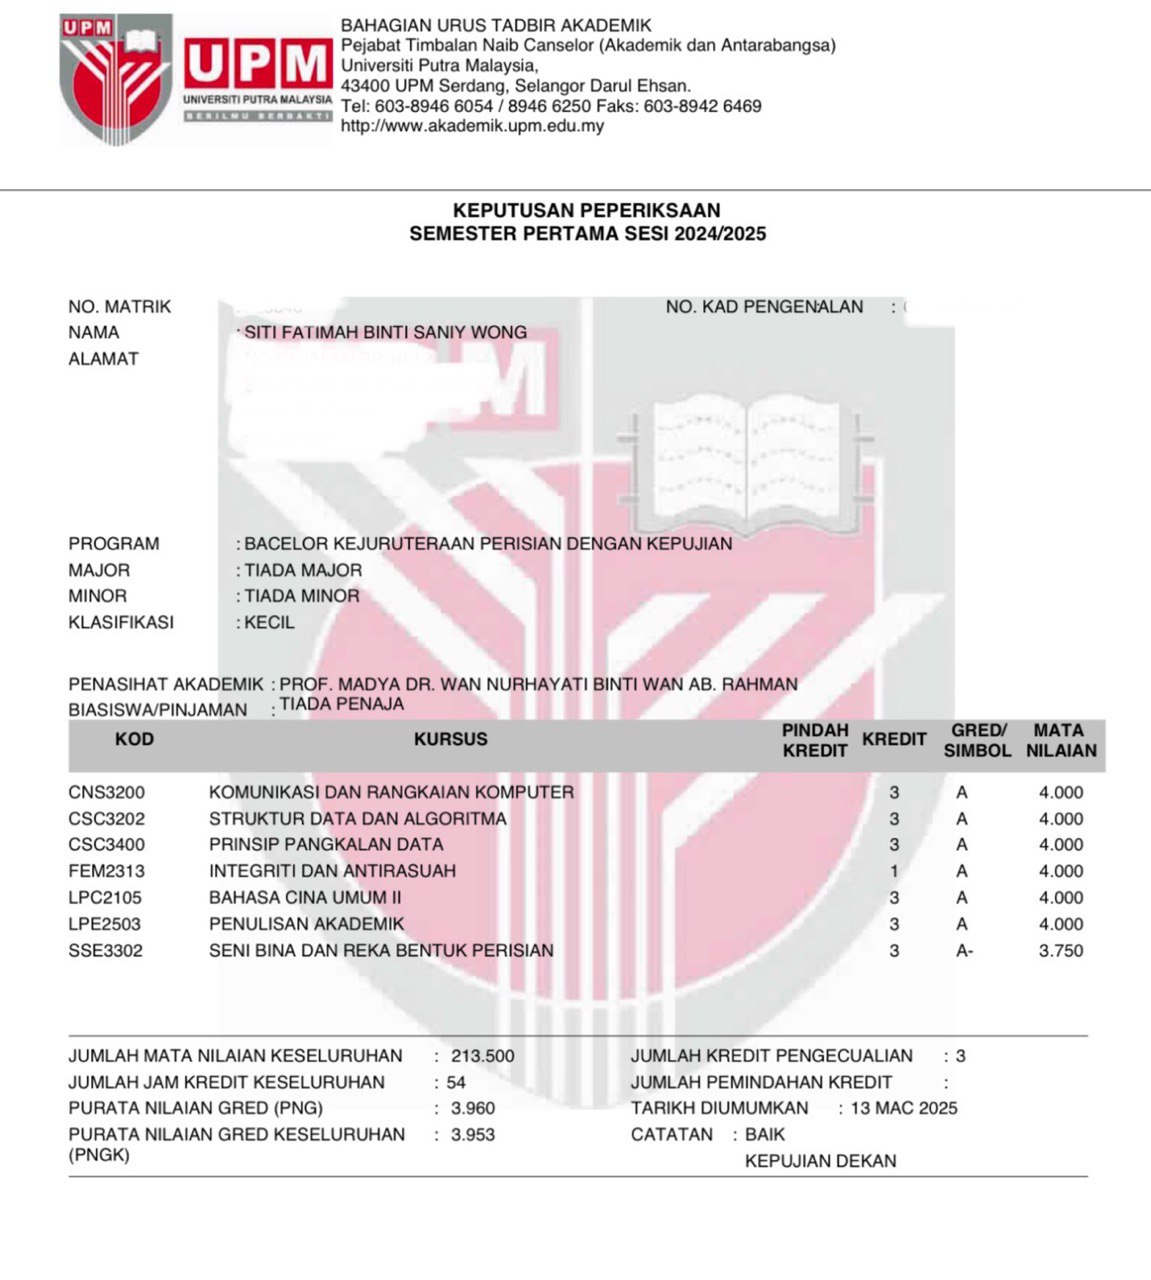 UPM
UPM
UNIVERSITI PUTRA MALAYSIA
BERILMU BERBAKTI
BAHAGIAN URUS TADBIR AKADEMIK
Pejabat Timbalan Naib Canselor (Akademik dan Antarabangsa)
Universiti Putra Malaysia,
43400 UPM Serdang, Selangor Darul Ehsan.
Tel: 603-8946 6054 / 8946 6250 Faks: 603-8942 6469
http://www.akademik.upm.edu.my
KEPUTUSAN PEPERIKSAAN
SEMESTER PERTAMA SESI 2024/2025
NO. MATRIK NO. KAD PENGENALAN :
NAMA : SITI FATIMAH BINTI SANIY WONG
ALAMAT
M
PROGRAM : BACELOR KEJURUTERAAN PERISIAN DENGAN KEPUJIAN
MAJOR : TIADA MAJOR
MINOR : TIADA MINOR
KLASIFIKASI : KECIL
PENASIHAT AKADEMIK : PROF. MADYA DR. WAN NURHAYATI BINTI WAN AB. RAHMAN
BIASISWA/PINJAMAN : TIADA PENAJA
KOD KURSUS PINDAH KREDIT KREDIT GRED/ SIMBOL MATA NILAIAN
CNS3200 KOMUNIKASI DAN RANGKAIAN KOMPUTER 3 A 4.000
CSC3202 STRUKTUR DATA DAN ALGORITMA 3 A 4.000
CSC3400 PRINSIP PANGKALAN DATA 3 A 4.000
FEM2313 INTEGRITI DAN ANTIRASUAH 1 A 4.000
LPC2105 BAHASA CINA UMUM II 3 A 4.000
LPE2503 PENULISAN AKADEMIK 3 A 4.000
SSE3302 SENI BINA DAN REKA BENTUK PERISIAN 3 A- 3.750
JUMLAH MATA NILAIAN KESELURUHAN : 213.500 JUMLAH KREDIT PENGECUALIAN : 3
JUMLAH JAM KREDIT KESELURUHAN : 54 JUMLAH PEMINDAHAN KREDIT :
PURATA NILAIAN GRED (PNG) : 3.960 TARIKH DIUMUMKAN : 13 MAC 2025
PURATA NILAIAN GRED KESELURUHAN : 3.953 CATATAN : BAIK
(PNGK) KEPUJIAN DEKAN